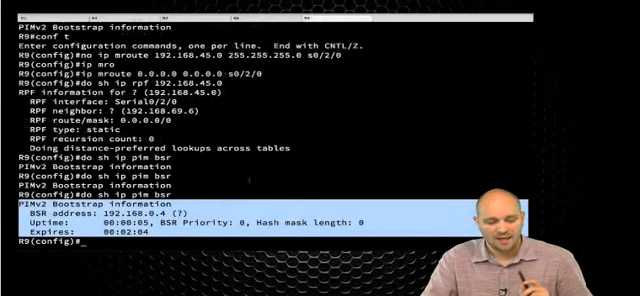 R1
R4
R2
R6
R9
PIMv2 Bootstrap information
R9#conf t
Enter configuration commands, one per line.  End with CNTL/Z.
R9(config)#no ip mroute 192.168.45.0 255.255.255.0 s0/2/0
R9(config)#ip mro
R9(config)#ip mroute 0.0.0.0 0.0.0.0 s0/2/0
R9(config)#do sh ip rpf 192.168.45.0
RPF information for ? (192.168.45.0)
RPF interface: Serial0/2/0
RPF neighbor: ? (192.168.69.6)
RPF route/mask: 0.0.0.0/0
RPF type: static
RPF recursion count: 0
Doing distance-preferred lookups across tables
R9(config)#do sh ip pim bsr
PIMv2 Bootstrap information
R9(config)#do sh ip pim bsr
PIMv2 Bootstrap information
R9(config)#do sh ip pim bsr
PIMv2 Bootstrap information
BSR address: 192.168.0.4 (?)
Uptime: 00:00:05, BSR Priority: 0, Hash mask length: 0
Expires: 00:02:04
R9(config)#_